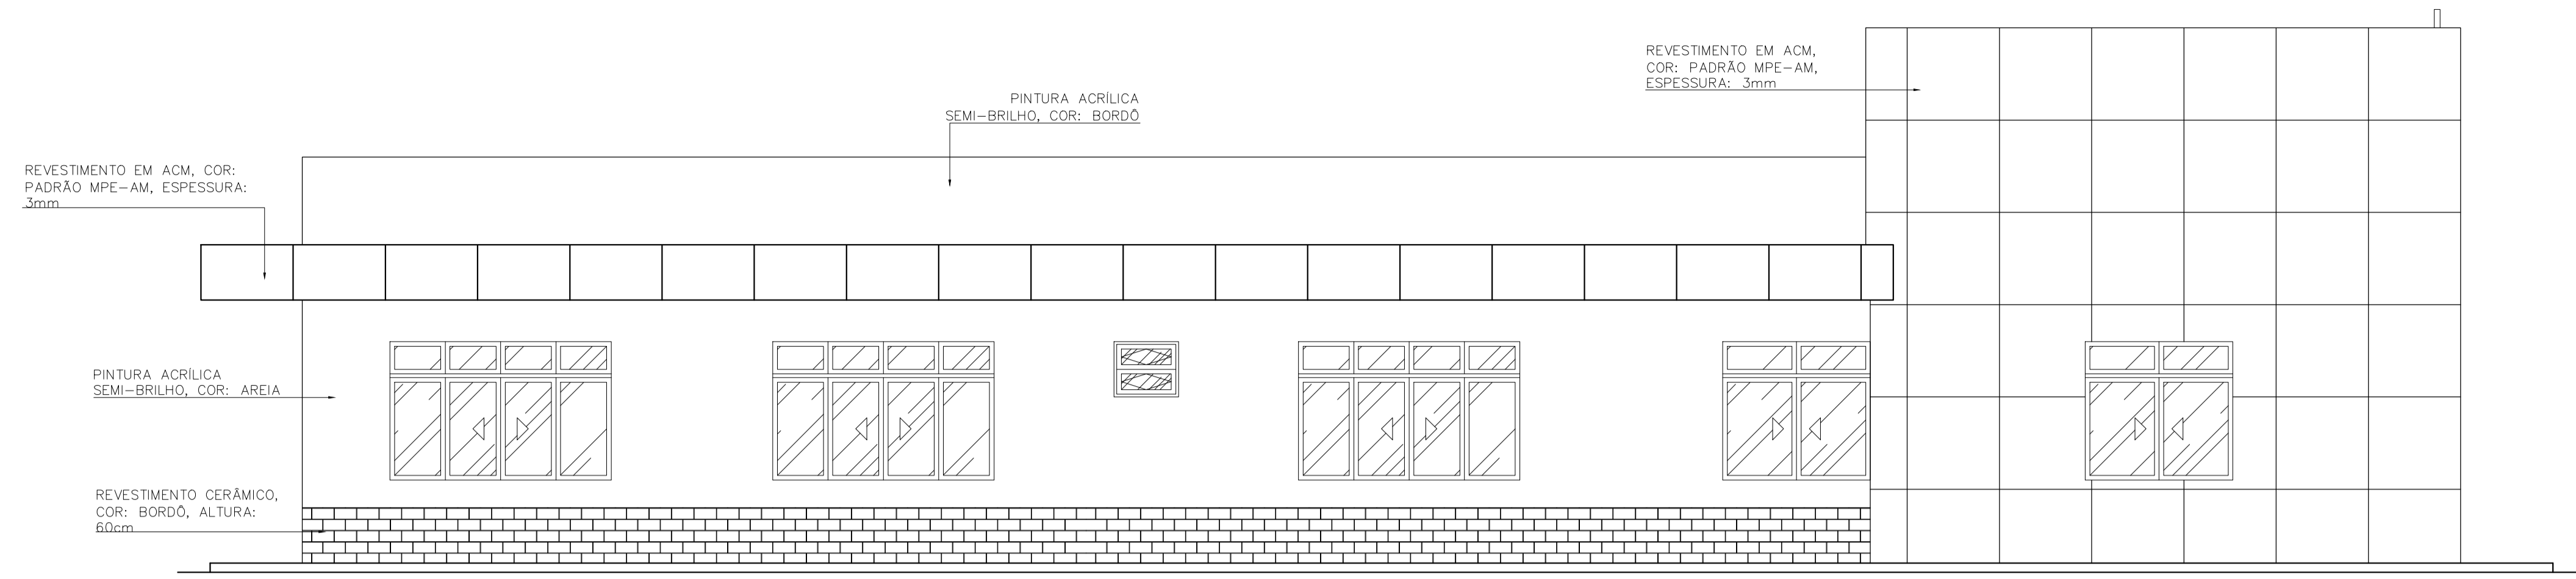 REVESTIMENTO EM ACM,
COR: PADRÃO MPE-AM,
ESPESSURA: 3mm
PINTURA ACRÍLICA
SEMI-BRILHO, COR: BORDÔ
REVESTIMENTO EM ACM, COR:
PADRÃO MPE-AM, ESPESSURA:
3mm
PINTURA ACRÍLICA
SEMI-BRILHO, COR: AREIA
REVESTIMENTO CERÂMICO,
COR: BORDÔ, ALTURA:
60cm